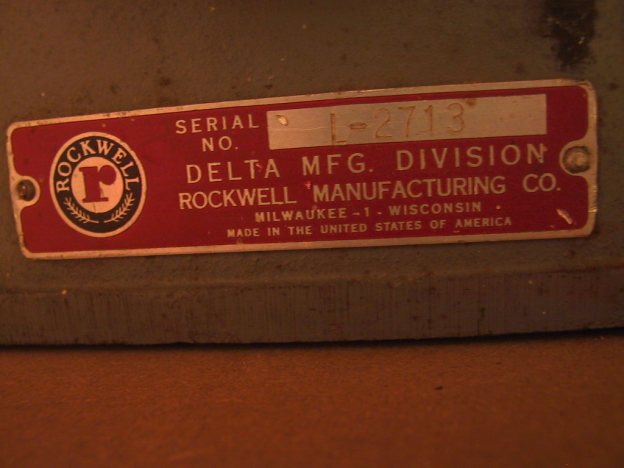 ROCKWELL
r
SERIAL NO. L-2713
DELTA MFG. DIVISION
ROCKWELL MANUFACTURING CO.
MILWAUKEE - 1 - WISCONSIN
MADE IN THE UNITED STATES OF AMERICA